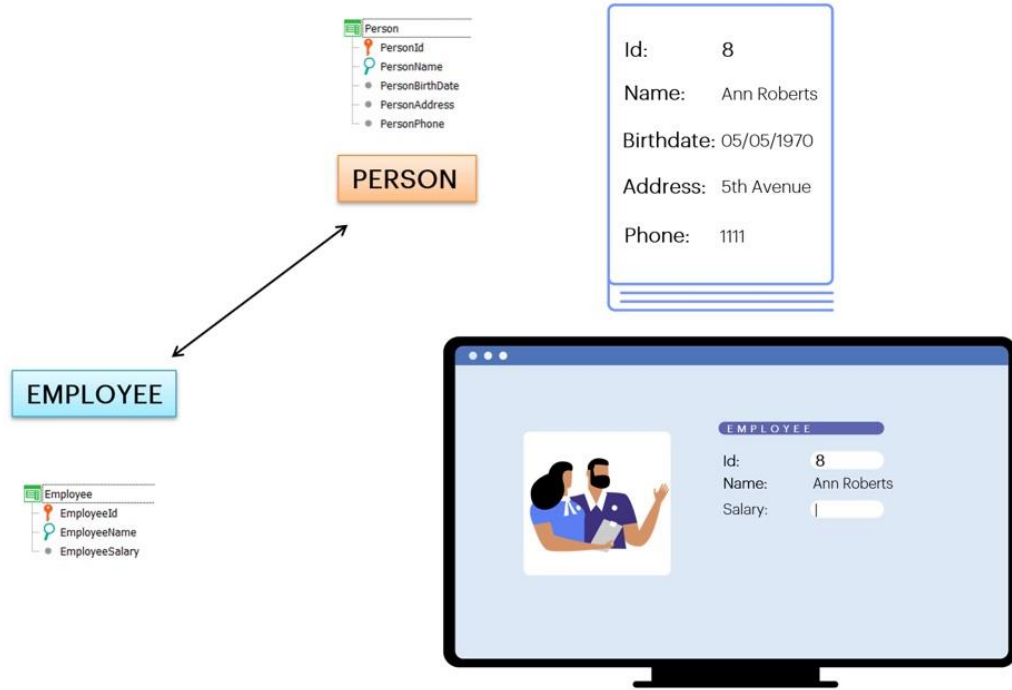 Person
PersonId
PersonName
PersonBirthDate
PersonAddress
PersonPhone
PERSON
Id: 8
Name: Ann Roberts
Birthdate: 05/05/1970
Address: 5th Avenue
Phone: 1111
EMPLOYEE
Employee
EmployeeId
EmployeeName
EmployeeSalary
EMPLOYEE
Id: 8
Name: Ann Roberts
Salary: